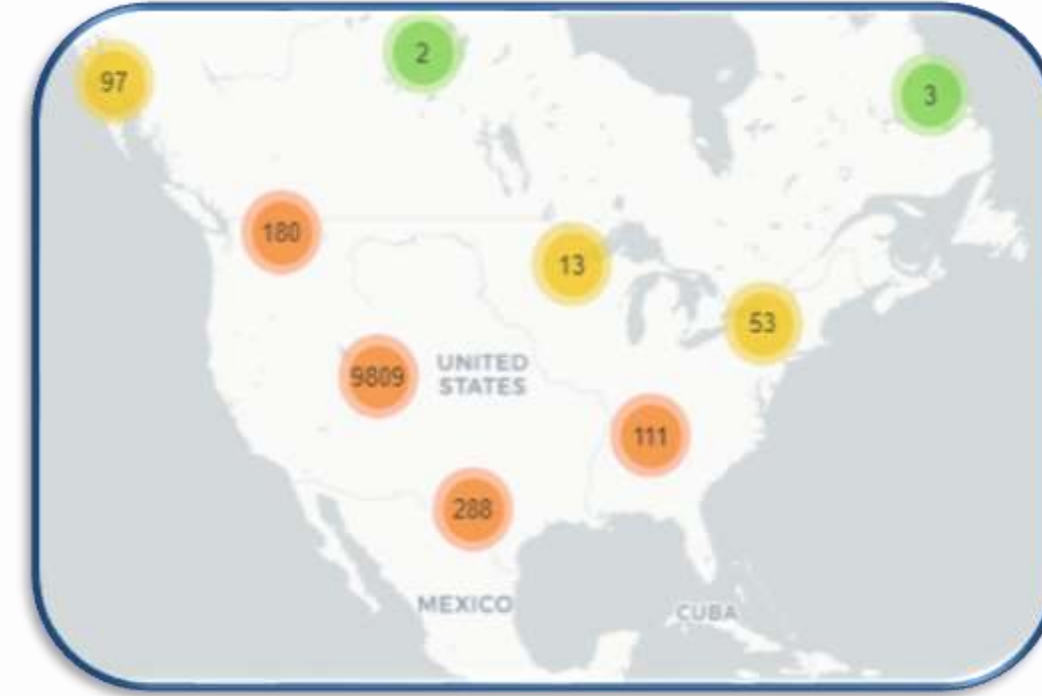 2
97
3
180
13
53
UNITED
STATES
9809
111
288
MEXICO
CUBA